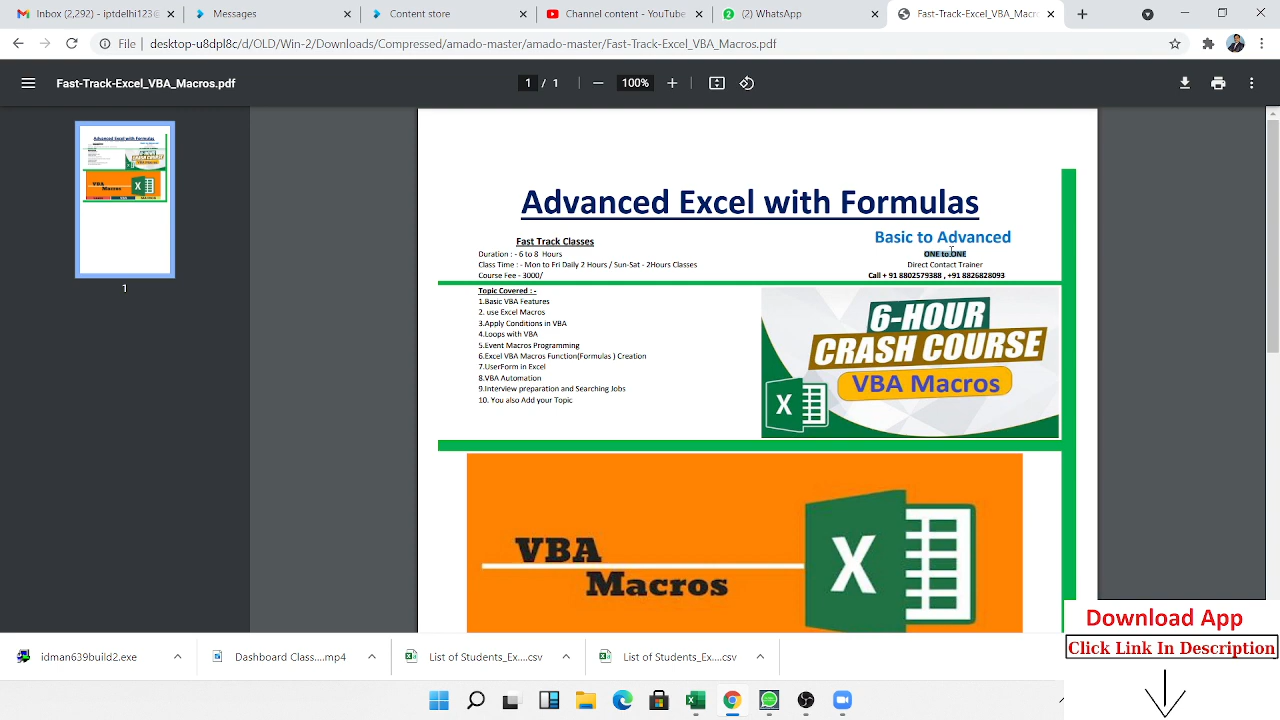 Inbox (20,351) - iptdelhi123
Messages
Content store
Channel content - YouTube
2
(2) WhatsApp
Fast-Track-Excel_VBA_Macr
File
desktop-u8dpl8c/d/OLD/Win-2/Downloads/Compressed/amado-master/amado-master/Fast-Track-Excel_VBA_Macros.pdf
Fast-Track-Excel_VBA_Macros.pdf
1 / 1
100%
1
Advanced Excel with Formulas
Fast Track Classes
Duration : - 6 to 8 Hours
Class Time : - Mon to Fri Daily 2 Hours / Sun-Sat - 2Hours Classes
Course Fee - 3000/
Basic to Advanced
ONE to ONE
Direct Contact Trainer
Call + 91 8802579388 , +91 8826828093
Topic Covered : -
1.Basic VBA Features
2. use Excel Macros
3.Apply Conditions in VBA
4.Loops with VBA
5.Event Macros Programming
6.Excel VBA Macros Function(Formulas ) Creation
7.UserForm in Excel
8.VBA Automation
9.Interview preparation and Searching Jobs
10. You also Add your Topic
6-HOUR
CRASH COURSE
VBA Macros
X
VBA
Macros
X
Download App
Click Link In Description
idman639build2.exe
Dashboard Class....mp4
List of Students_Ex....csv
List of Students_Ex....csv